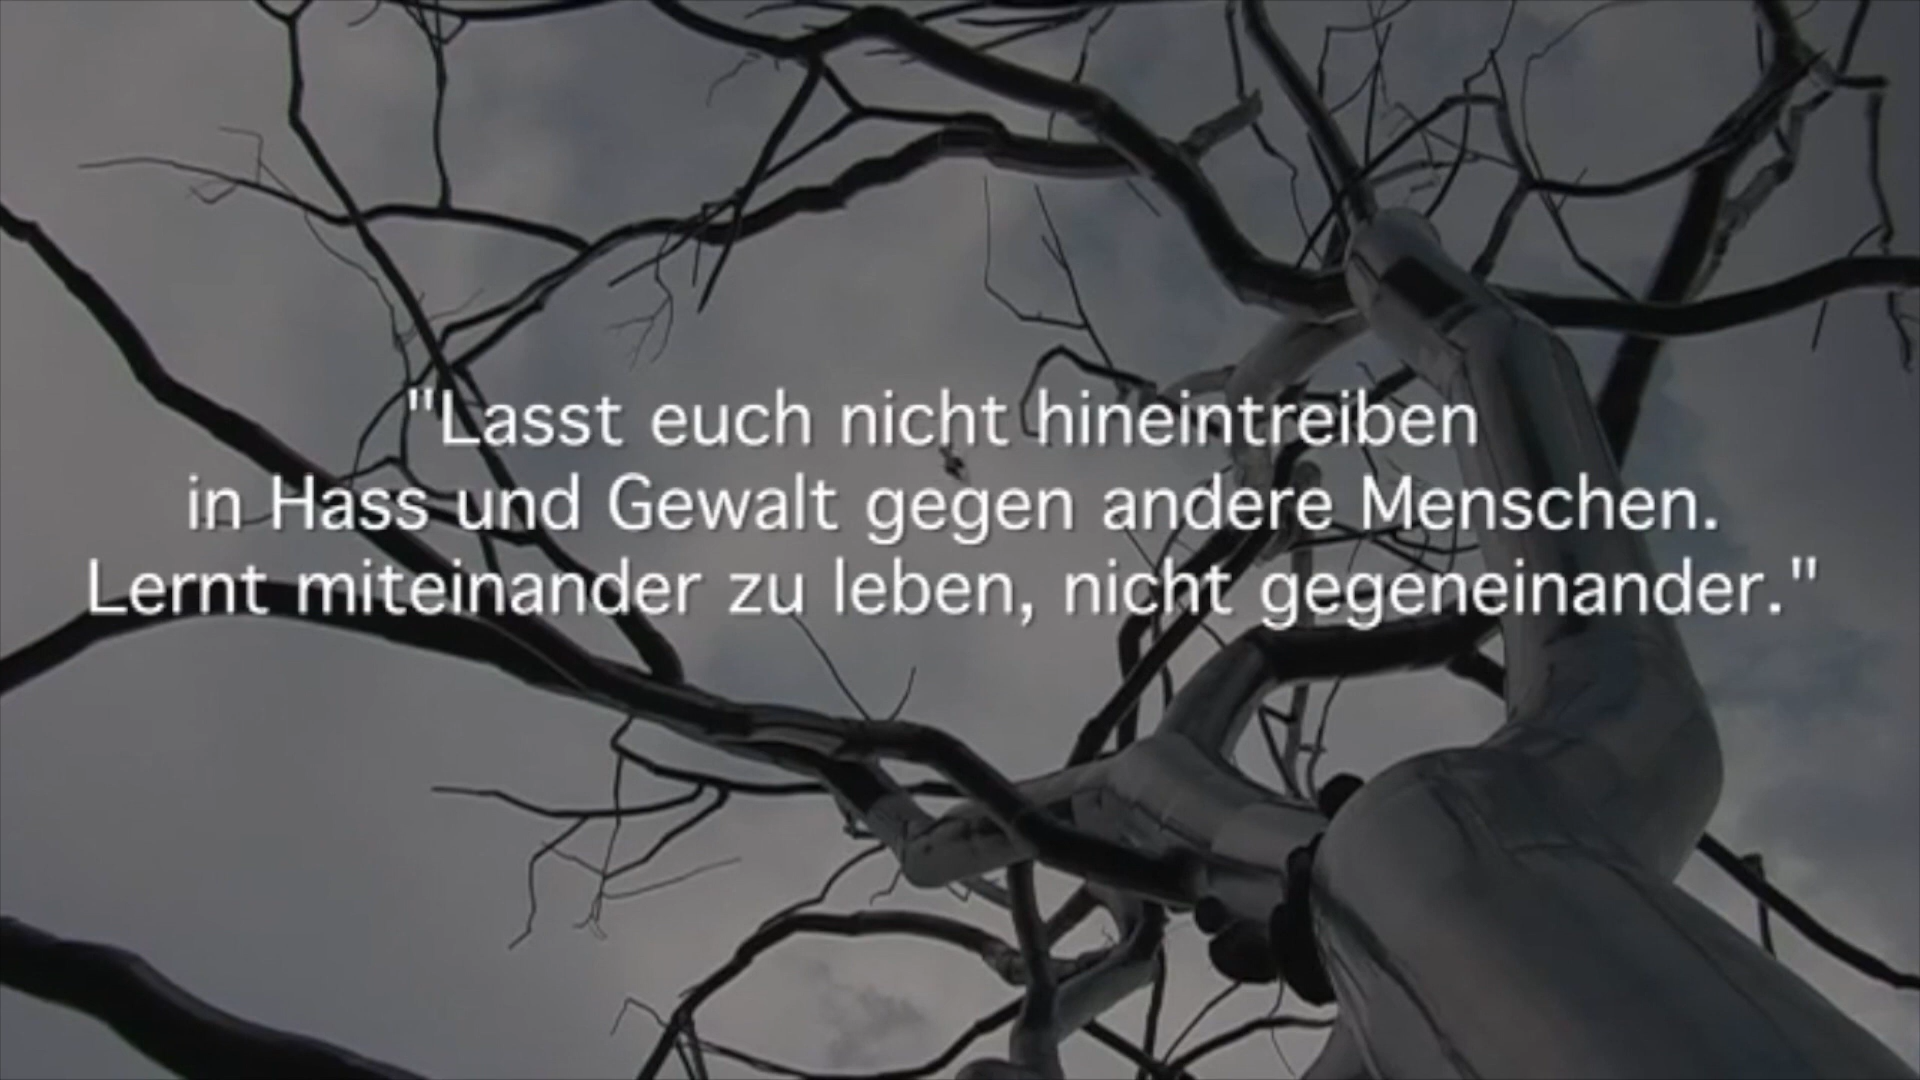 "Lasst euch nicht hineintreiben
in Hass und Gewalt gegen andere Menschen.
Lernt miteinander zu leben, nicht gegeneinander."